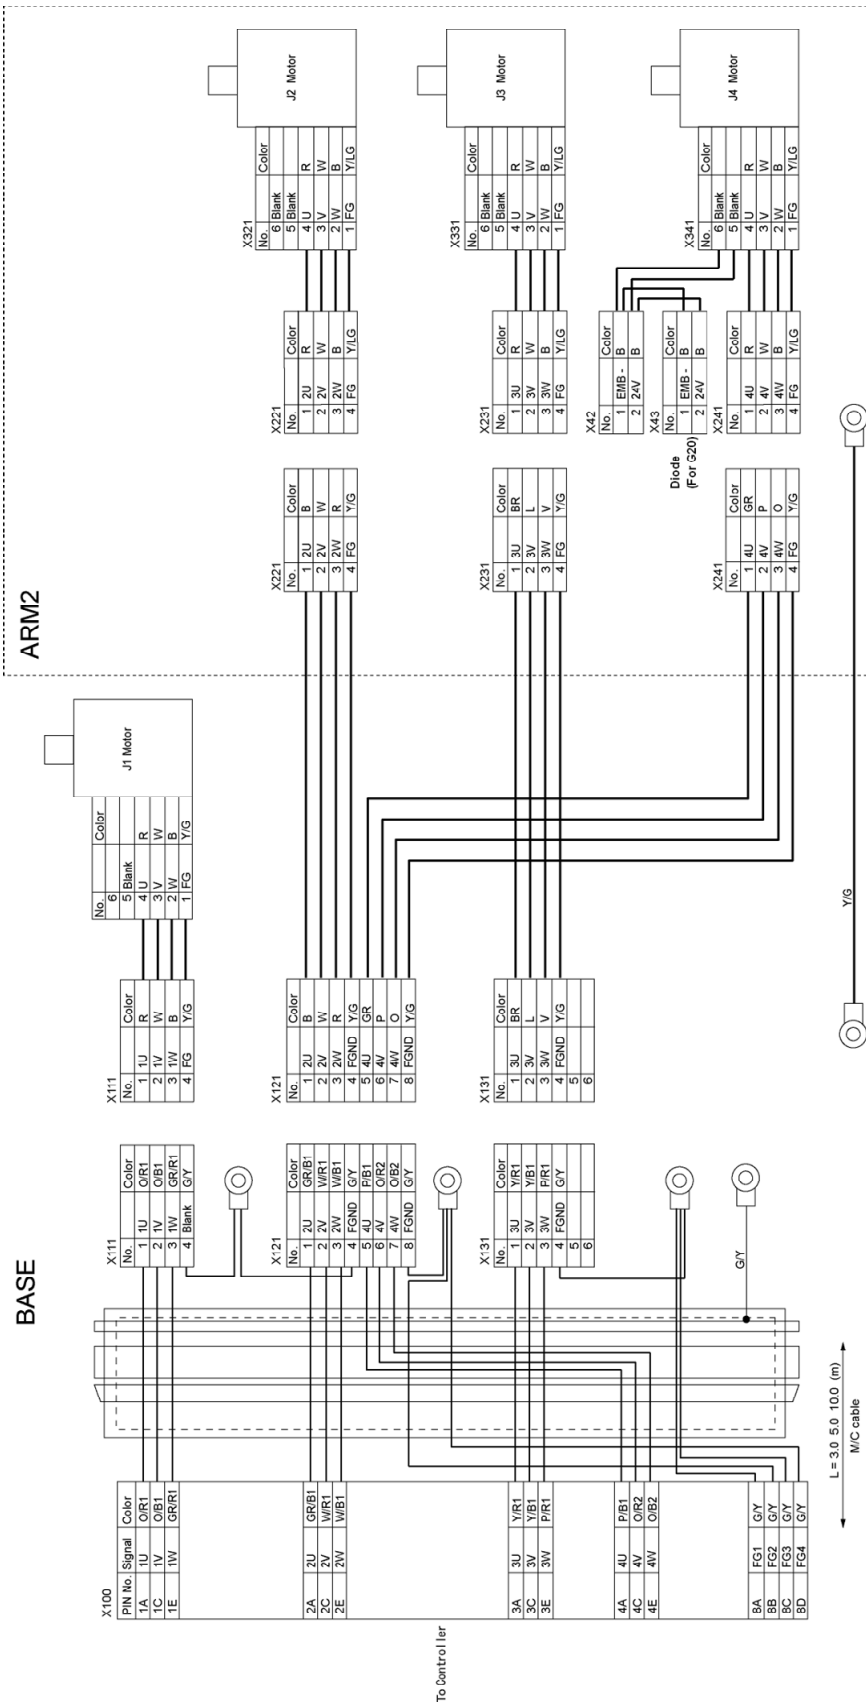 BASE
ARM2
To Controller
X100
PIN No. Signal Color
1A 1U O/R1
1C 1V O/B1
1E 1W GR/R1
2A 2U GR/B1
2C 2V W/R1
2E 2W W/B1
3A 3U Y/R1
3C 3V Y/B1
3E 3W P/R1
4A 4U P/B1
4C 4V O/R2
4E 4W O/B2
8A FG1 G/Y
8B FG2 G/Y
8C FG3 G/Y
8D FG4 G/Y
L = 3.0 5.0 10.0 (m)
M/C cable
X111
No. Color
1 1U O/R1
2 1V O/B1
3 1W GR/R1
4 Blank G/Y
X121
No. Color
1 2U GR/B1
2 2V W/R1
3 2W W/B1
4 FGND G/Y
5 4U P/B1
6 4V O/R2
7 4W O/B2
8 FGND G/Y
X131
No. Color
1 3U Y/R1
2 3V Y/B1
3 3W P/R1
4 FGND G/Y
5
6
G/Y
X111
No. Color
1 1U R
2 1V W
3 1W B
4 FG Y/G
X121
No. Color
1 2U B
2 2V W
3 2W R
4 FGND Y/G
5 4U GR
6 4V P
7 4W O
8 FGND Y/G
X131
No. Color
1 3U BR
2 3V L
3 3W V
4 FGND Y/G
5
6
No. Color
6
5 Blank
4 U R
3 V W
2 W B
1 FG Y/G
J1 Motor
Y/G
X221
No. Color
1 2U B
2 2V W
3 2W R
4 FG Y/G
X231
No. Color
1 3U BR
2 3V L
3 3W V
4 FG Y/G
X241
No. Color
1 4U GR
2 4V P
3 4W O
4 FG Y/G
X221
No. Color
1 2U R
2 2V W
3 2W B
4 FG Y/LG
X231
No. Color
1 3U R
2 3V W
3 3W B
4 FG Y/LG
X42
No. Color
1 EMB - B
2 24V B
X43
No. Color
1 EMB - B
2 24V B
Diode
(For G20)
X241
No. Color
1 4U R
2 4V W
3 4W B
4 FG Y/LG
X321
No. Color
6 Blank
5 Blank
4 U R
3 V W
2 W B
1 FG Y/LG
J2 Motor
X331
No. Color
6 Blank
5 Blank
4 U R
3 V W
2 W B
1 FG Y/LG
J3 Motor
X341
No. Color
6 Blank
5 Blank
4 U R
3 V W
2 W B
1 FG Y/LG
J4 Motor